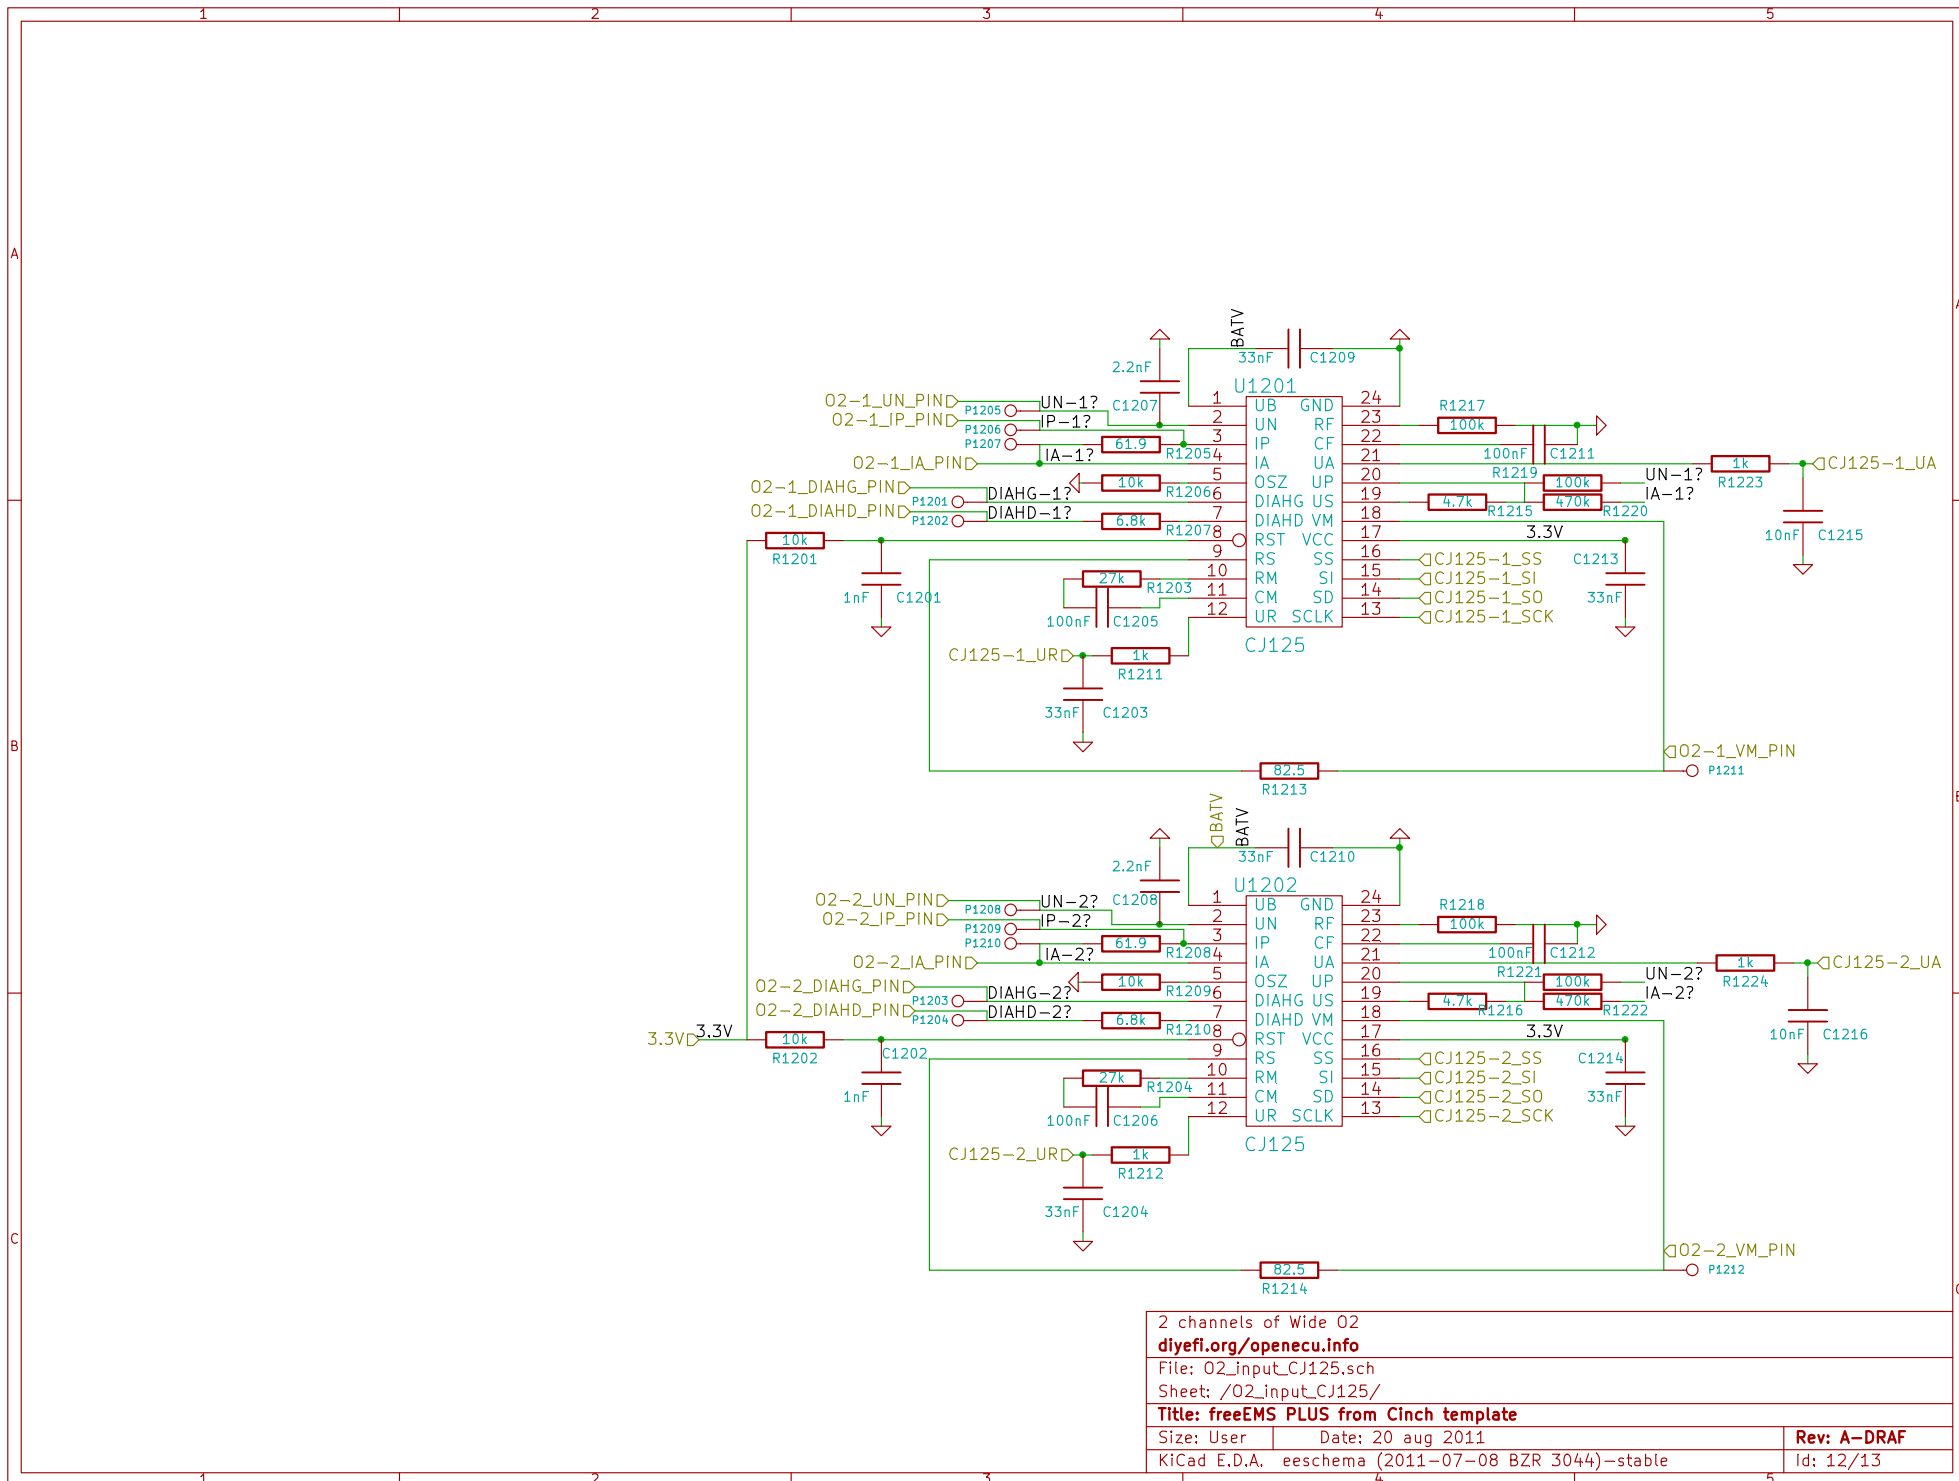 1 2 3 4 5
A
A
B
C
BATV
33nF C1209
2.2nF
C1207
U1201
O2-1_UN_PIN
O2-1_IP_PIN
P1205
P1206
P1207
UN-1?
IP-1?
IA-1?
61.9
R1205
O2-1_IA_PIN
10k
R1206
O2-1_DIAHG_PIN
O2-1_DIAHD_PIN
P1201
P1202
DIAHG-1?
DIAHD-1?
6.8k
R1207
1 UB GND 24
2 UN RF 23
3 IP CF 22
4 IA UA 21
5 OSZ UP 20
6 DIAHG US 19
7 DIAHD VM 18
8 RST VCC 17
9 RS SS 16
10 RM SI 15
11 CM SD 14
12 UR SCLK 13
CJ125
R1217
100k
100nF C1211
R1219
100k
UN-1?
IA-1?
4.7k
R1215
470k
R1220
1k
R1223
CJ125-1_UA
10nF C1215
3.3V
C1213
33nF
CJ125-1_SS
CJ125-1_SI
CJ125-1_SO
CJ125-1_SCK
10k
R1201
1nF C1201
27k
R1203
100nF C1205
CJ125-1_UR
1k
R1211
33nF C1203
82.5
R1213
O2-1_VM_PIN
P1211
BATV
BATV
33nF C1210
2.2nF
C1208
U1202
O2-2_UN_PIN
O2-2_IP_PIN
P1208
P1209
P1210
UN-2?
IP-2?
IA-2?
61.9
R1208
O2-2_IA_PIN
10k
R1209
O2-2_DIAHG_PIN
O2-2_DIAHD_PIN
P1203
P1204
DIAHG-2?
DIAHD-2?
6.8k
R1210
1 UB GND 24
2 UN RF 23
3 IP CF 22
4 IA UA 21
5 OSZ UP 20
6 DIAHG US 19
7 DIAHD VM 18
8 RST VCC 17
9 RS SS 16
10 RM SI 15
11 CM SD 14
12 UR SCLK 13
CJ125
R1218
100k
100nF C1212
R1221
100k
UN-2?
IA-2?
4.7k
R1216
470k
R1222
1k
R1224
CJ125-2_UA
10nF C1216
3.3V
C1214
33nF
CJ125-2_SS
CJ125-2_SI
CJ125-2_SO
CJ125-2_SCK
3.3V 3.3V
10k
R1202
C1202
1nF
27k
R1204
100nF C1206
CJ125-2_UR
1k
R1212
33nF C1204
82.5
R1214
O2-2_VM_PIN
P1212
2 channels of Wide O2
diyefi.org/openecu.info
File: O2_input_CJ125.sch
Sheet: /O2_input_CJ125/
Title: freeEMS PLUS from Cinch template
Size: User Date: 20 aug 2011 Rev: A-DRAF
KiCad E.D.A. eeschema (2011-07-08 BZR 3044)-stable Id: 12/13
1 2 3 4 5